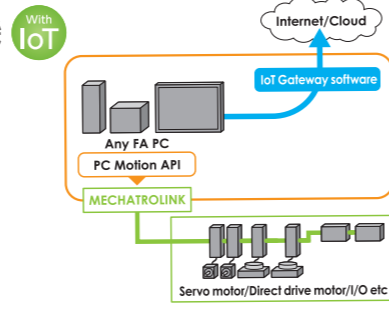 With
IoT
Internet/Cloud
IoT Gateway software
Any FA PC
PC Motion API
MECHATROLINK
Servo motor/Direct drive motor/I/O etc